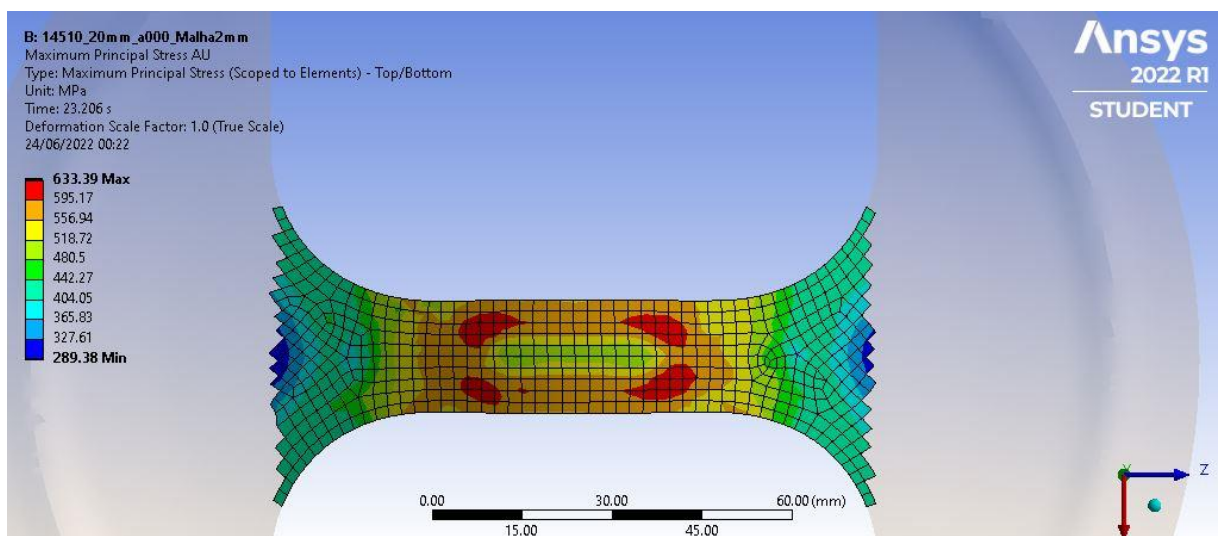 B: 14510_20mm_a000_Malha2mm
Maximum Principal Stress AU
Type: Maximum Principal Stress (Scoped to Elements) - Top/Bottom
Unit: MPa
Time: 23.206 s
Deformation Scale Factor: 1.0 (True Scale)
24/06/2022 00:22
Ansys
2022 R1
STUDENT
633.39 Max
595.17
556.94
518.72
480.5
442.27
404.05
365.83
327.61
289.38 Min
0.00 30.00 60.00 (mm)
15.00 45.00
Y Z